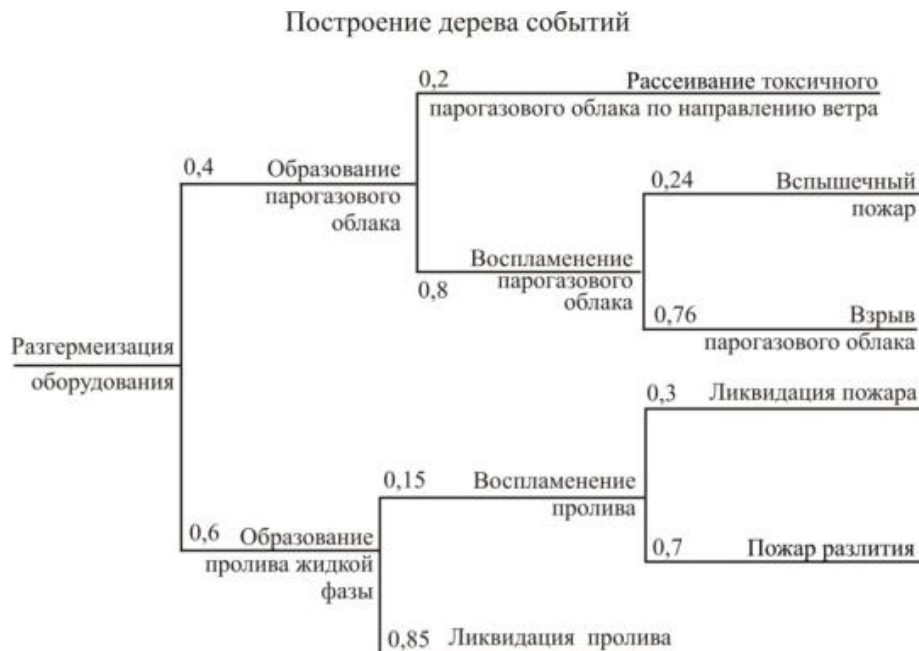 Построение дерева событий
0,2
Рассеивание токсичного
парогазового облака по направлению ветра
0,4
Образование
парогазового
облака
0,24
Вспышечный
пожар
0,8
Воспламенение
парогазового
облака
0,76
Взрыв
парогазового облака
Разгермеизация
оборудования
0,3
Ликвидация пожара
0,15
Воспламенение
пролива
0,6
Образование
пролива жидкой
фазы
0,7
Пожар разлития
0,85
Ликвидация пролива